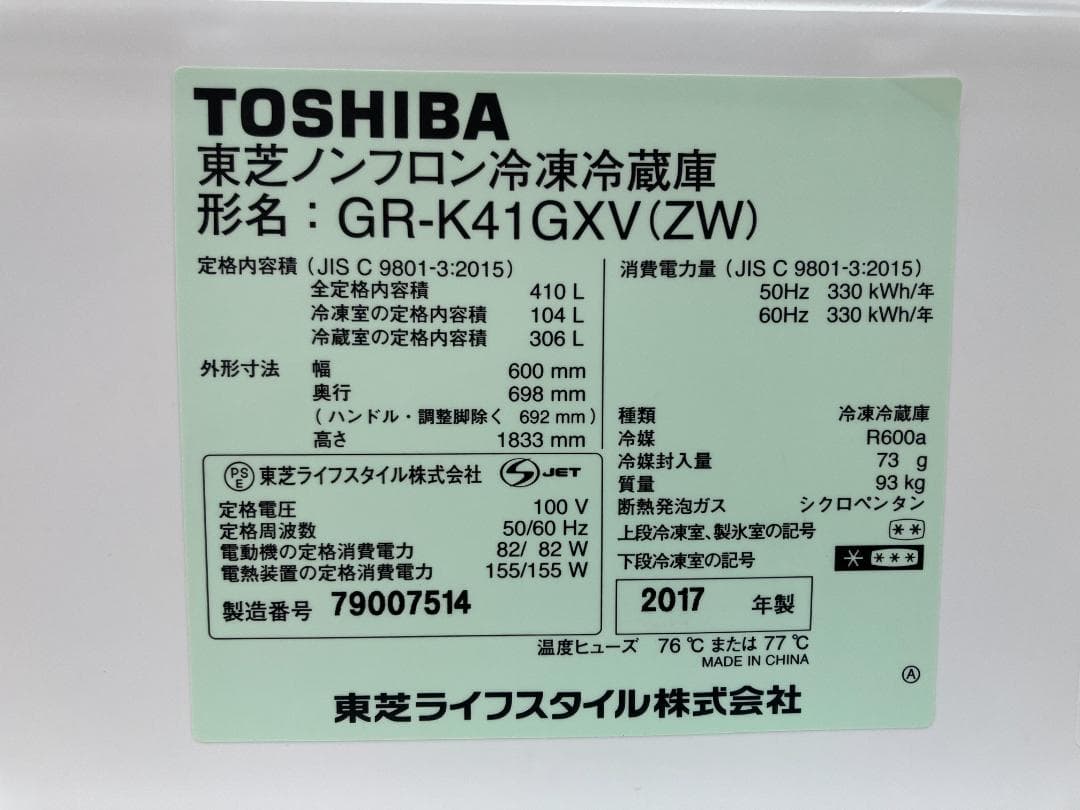 TOSHIBA
東芝ノンフロン冷凍冷蔵庫
形名：GR-K41GXV(ZW)
定格内容積（JIS C 9801-3:2015）
全定格内容積 410 L
冷凍室の定格内容積 104 L
冷蔵室の定格内容積 306 L
外形寸法 幅 600 mm
奥行 698 mm
（ハンドル・調整脚除く 692 mm）
高さ 1833 mm
PSE 東芝ライフスタイル株式会社 S JET
定格電圧 100 V
定格周波数 50/60 Hz
電動機の定格消費電力 82/ 82 W
電熱装置の定格消費電力 155/155 W
製造番号 79007514
消費電力量（JIS C 9801-3:2015）
50Hz 330 kWh/年
60Hz 330 kWh/年
種類 冷凍冷蔵庫
冷媒 R600a
冷媒封入量 73 g
質量 93 kg
断熱発泡ガス シクロペンタン
上段冷凍室、製氷室の記号 **
下段冷凍室の記号 * ***
2017 年製
温度ヒューズ 76 ℃ または 77 ℃
MADE IN CHINA
A
東芝ライフスタイル株式会社